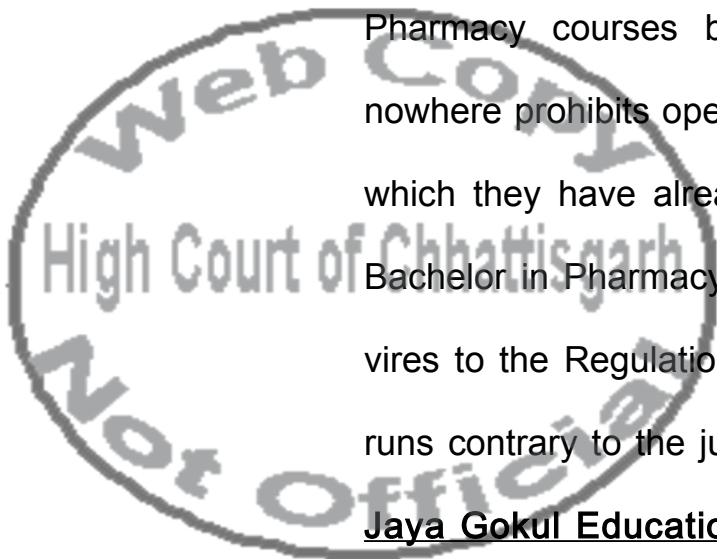 Pharmacy courses b
Web Copy
nowhere prohibits ope
which they have alrea
High Court of Chhattisgarh
Bachelor in Pharmacy
vires to the Regulatio
runs contrary to the ju
Not Official
Jaya Gokul Educatio